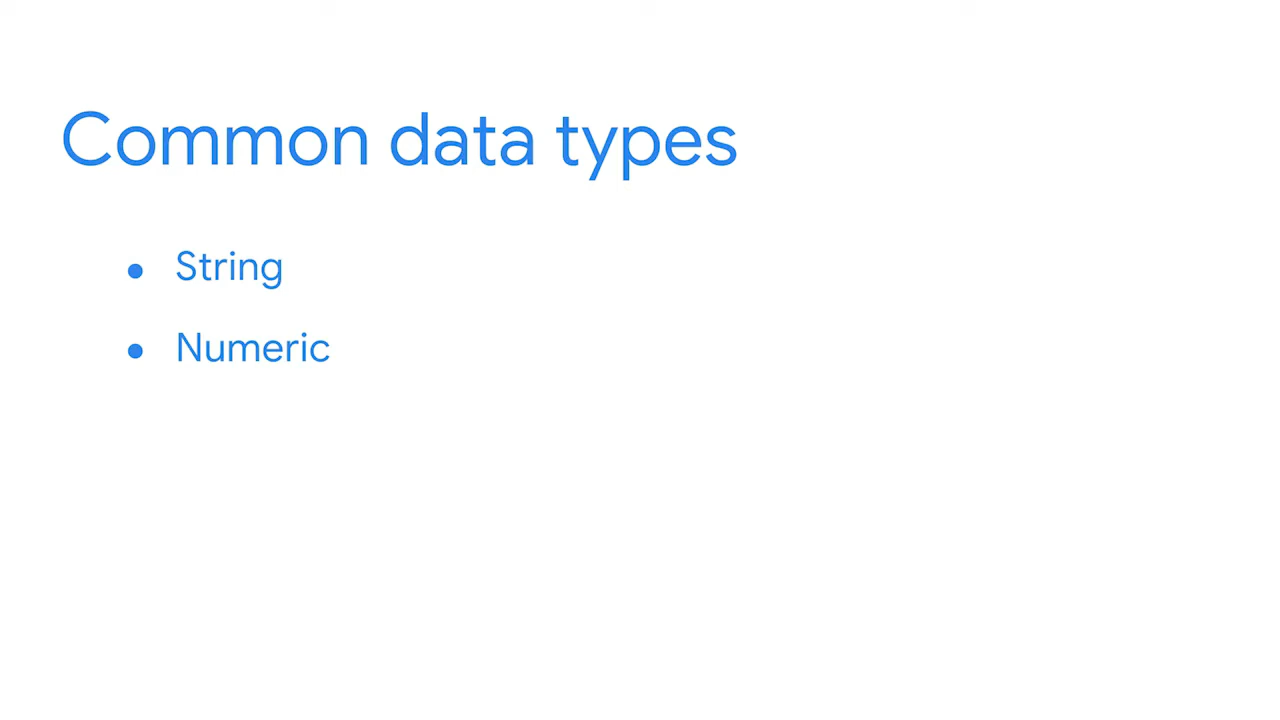 Common data types
● String
● Numeric